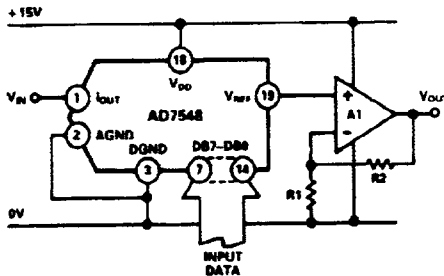 +15V
18
VDD
VIN
1
IOUT
VREF
19
AD7548
2
AGND
DGND
DB7–DB0
3
7
14
+
A1
−
VOUT
R1
R2
0V
INPUT
DATA